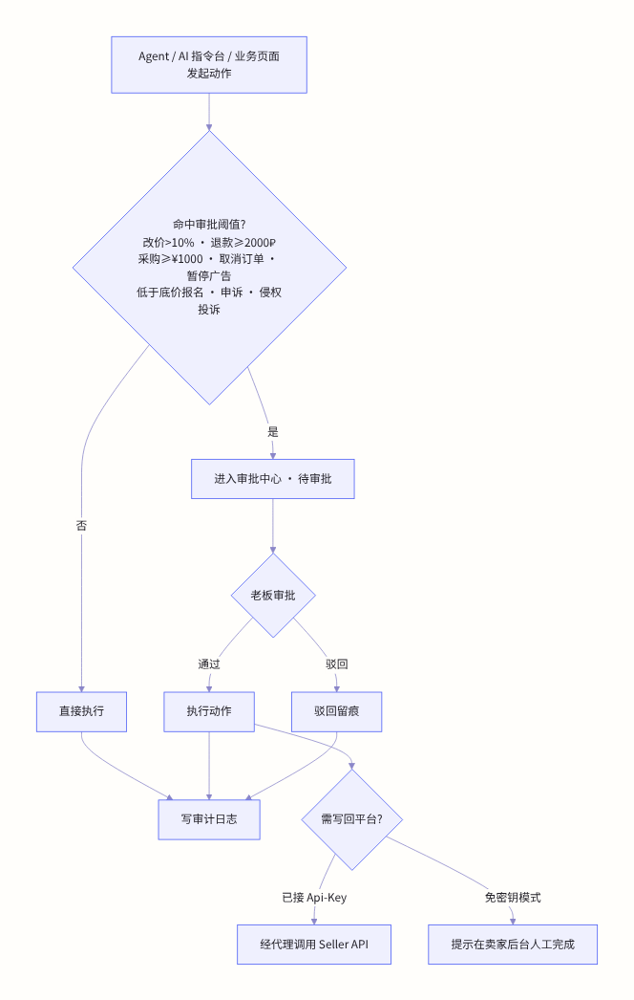 Agent / AI 指令台 / 业务页面
发起动作
命中审批阈值?
改价>10% • 退款≥2000₽
采购≥¥1000 • 取消订单 •
暂停广告
低于底价报名 • 申诉 • 侵权
投诉
是
进入审批中心 • 待审批
否
老板审批
通过
驳回
直接执行
执行动作
驳回留痕
写审计日志
需写回平台?
已接 Api-Key
免密钥模式
经代理调用 Seller API
提示在卖家后台人工完成